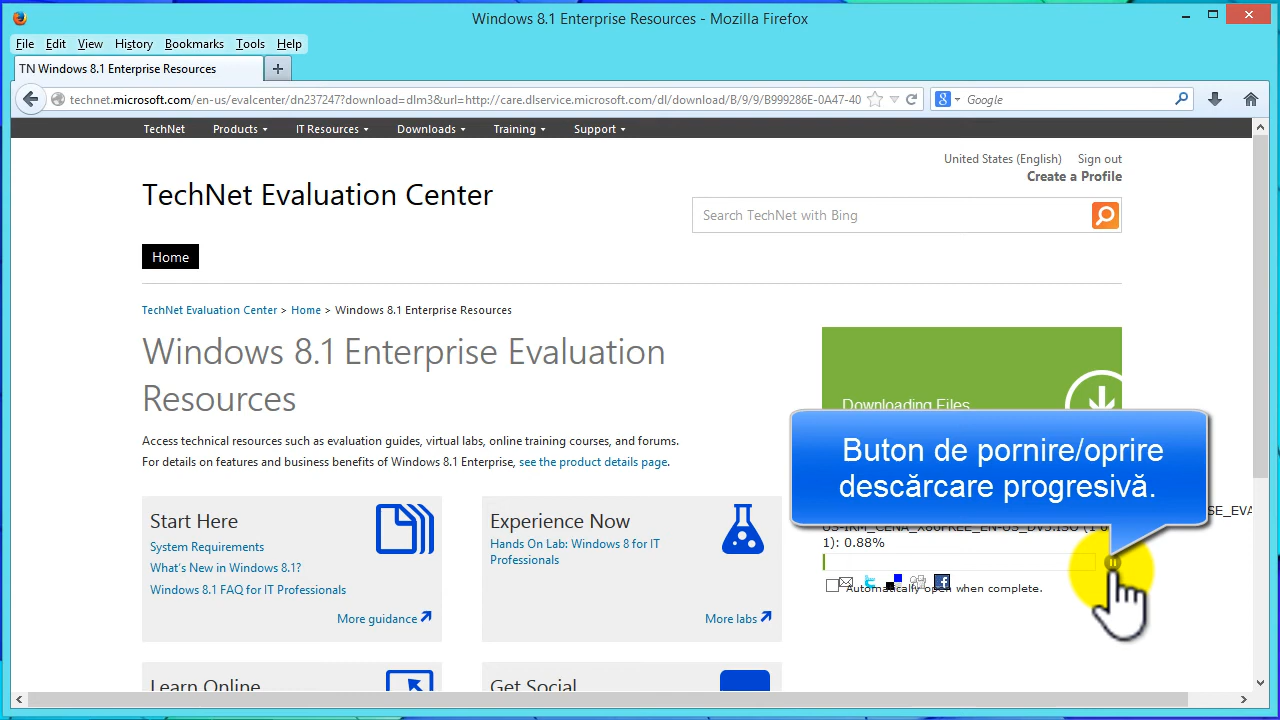 Windows 8.1 Enterprise Resources - Mozilla Firefox
File Edit View History Bookmarks Tools Help
TN Windows 8.1 Enterprise Resources
technet.microsoft.com/en-us/evalcenter/dn237247?download=dlm3&url=http://care.dlservice.microsoft.com/dl/download/B/9/9/B999286E-0A47-40
Google
TechNet Products IT Resources Downloads Training Support
United States (English) Sign out
Create a Profile
TechNet Evaluation Center
Search TechNet with Bing
Home
TechNet Evaluation Center > Home > Windows 8.1 Enterprise Resources
Windows 8.1 Enterprise Evaluation
Resources
Access technical resources such as evaluation guides, virtual labs, online training courses, and forums.
For details on features and business benefits of Windows 8.1 Enterprise, see the product details page.
Start Here
System Requirements
What's New in Windows 8.1?
Windows 8.1 FAQ for IT Professionals
More guidance
Experience Now
Hands On Lab: Windows 8 for IT
Professionals
More labs
Learn Online
Get Social
Downloading Files
Buton de pornire/oprire
descărcare progresivă.
1): 0.88%
Automatically open when complete.